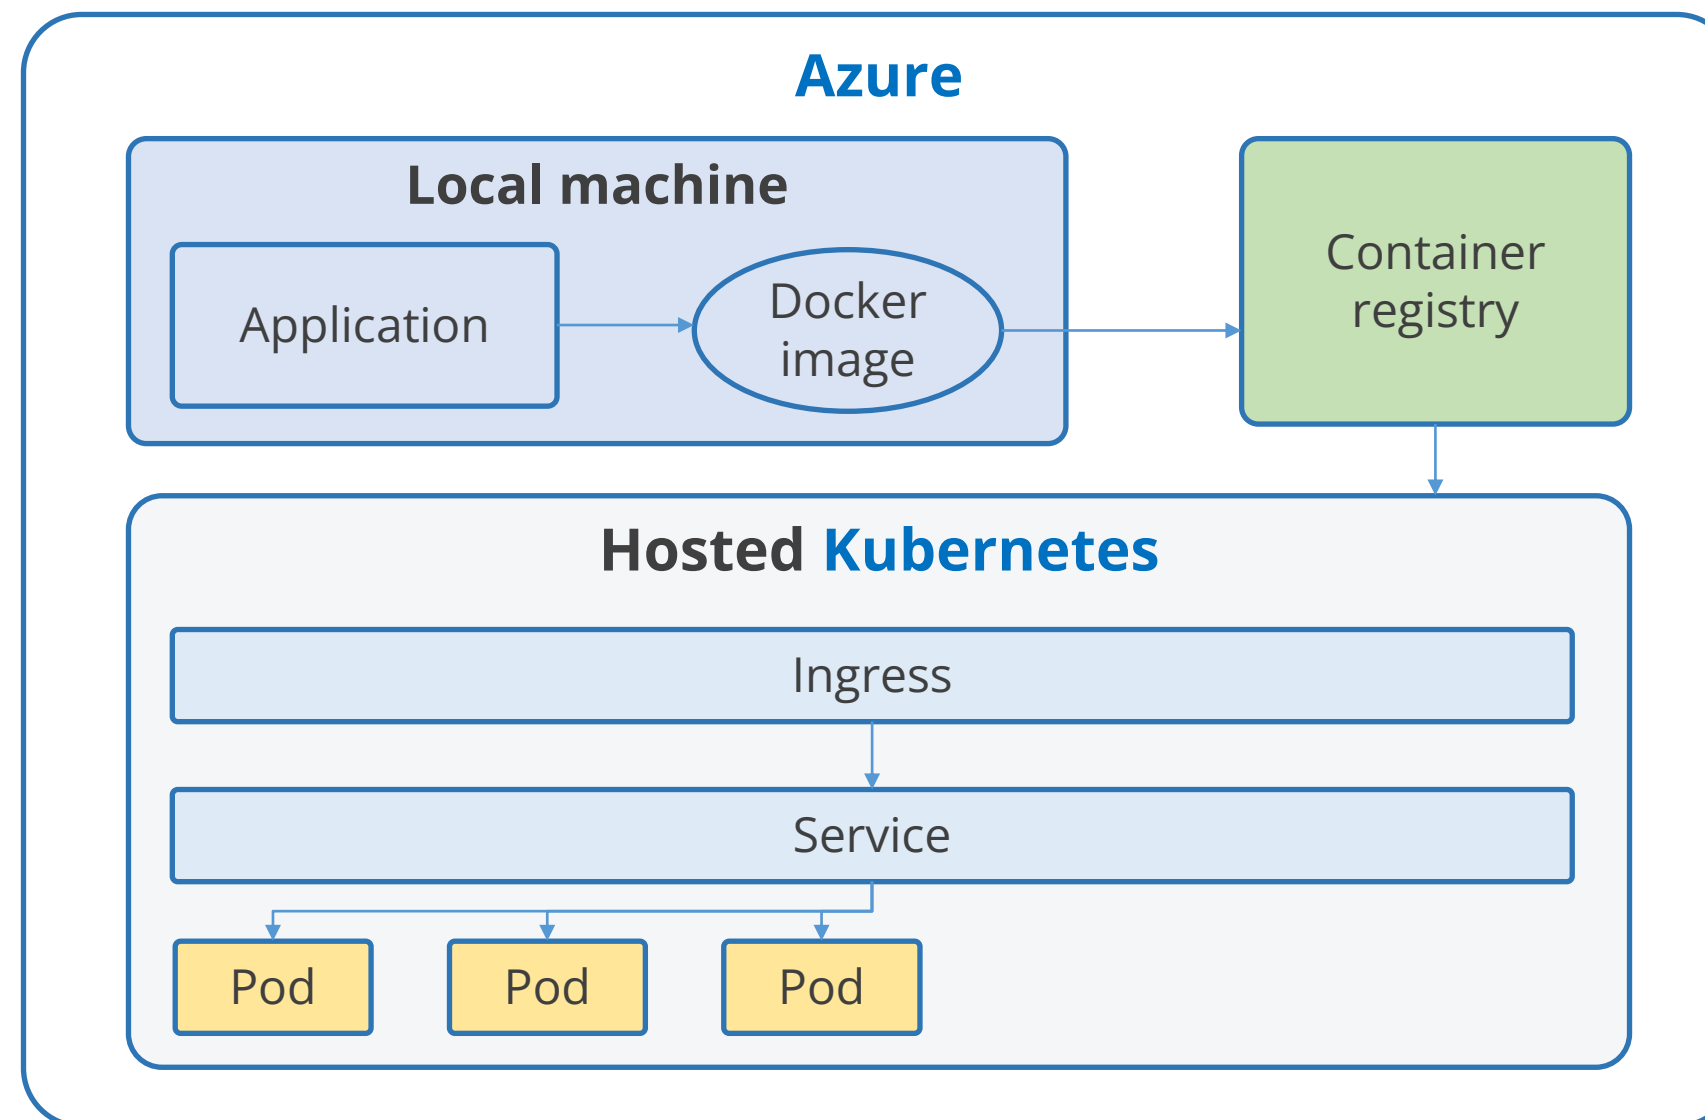 Azure
Local machine
Application
Docker
image
Container
registry
Hosted Kubernetes
Ingress
Service
Pod
Pod
Pod